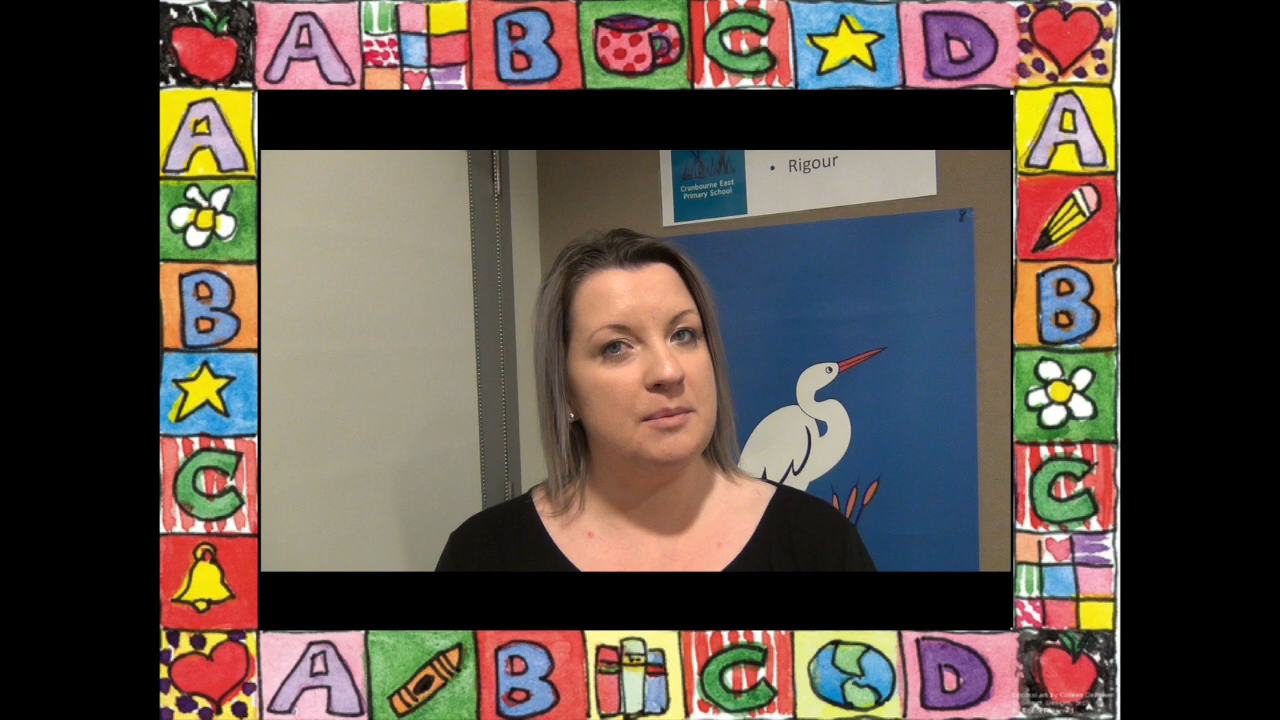 A B C D
A
A
B
B
C
C
• Rigour
Cranbourne East
Primary School
A B C D